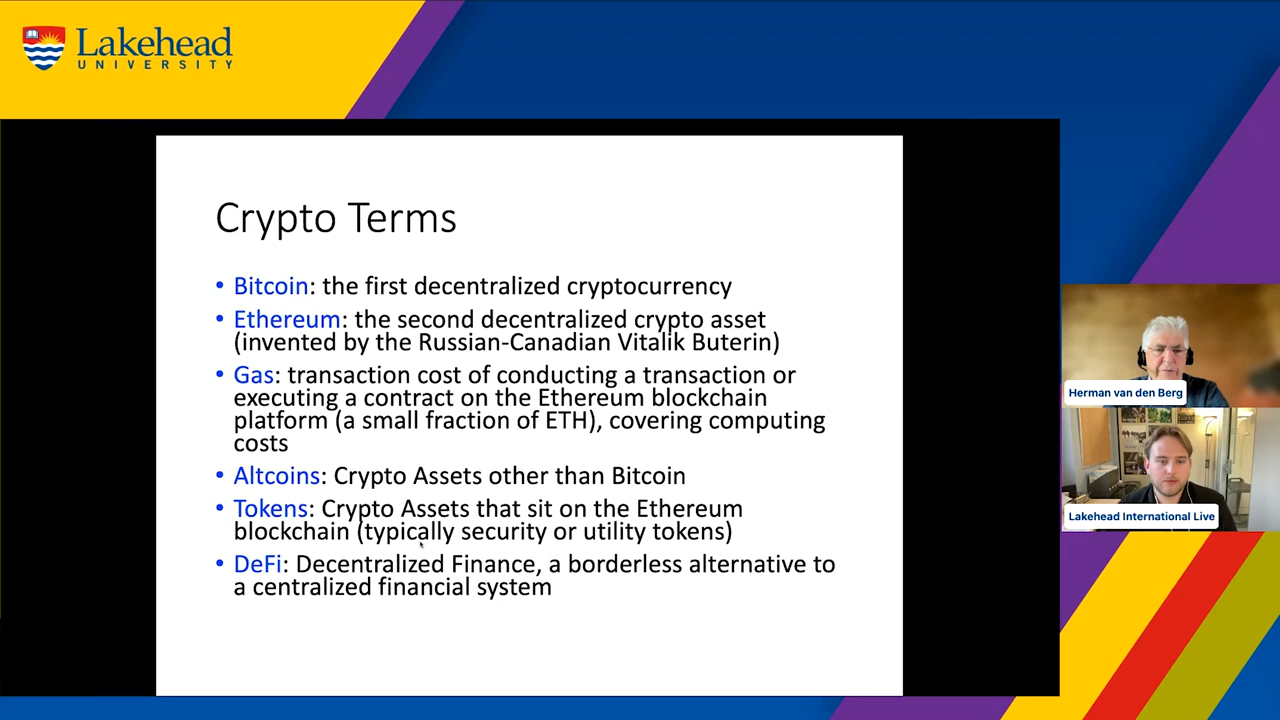 Lakehead
UNIVERSITY
Crypto Terms
• Bitcoin: the first decentralized cryptocurrency
• Ethereum: the second decentralized crypto asset
(invented by the Russian-Canadian Vitalik Buterin)
• Gas: transaction cost of conducting a transaction or
executing a contract on the Ethereum blockchain
platform (a small fraction of ETH), covering computing
costs
• Altcoins: Crypto Assets other than Bitcoin
• Tokens: Crypto Assets that sit on the Ethereum
blockchain (typically security or utility tokens)
• DeFi: Decentralized Finance, a borderless alternative to
a centralized financial system
Herman van den Berg
Lakehead International Live